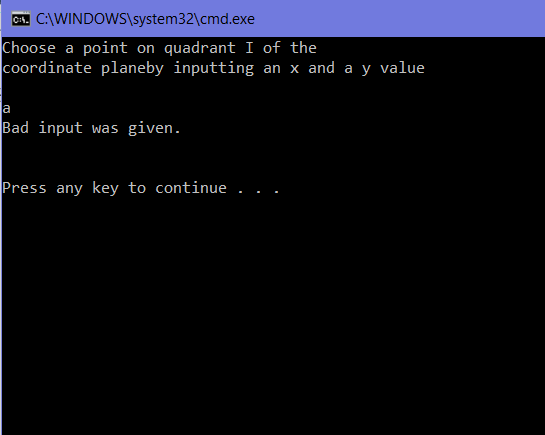 C:\WINDOWS\system32\cmd.exe
Choose a point on quadrant I of the
coordinate planeby inputting an x and a y value
a
Bad input was given.
Press any key to continue . . .